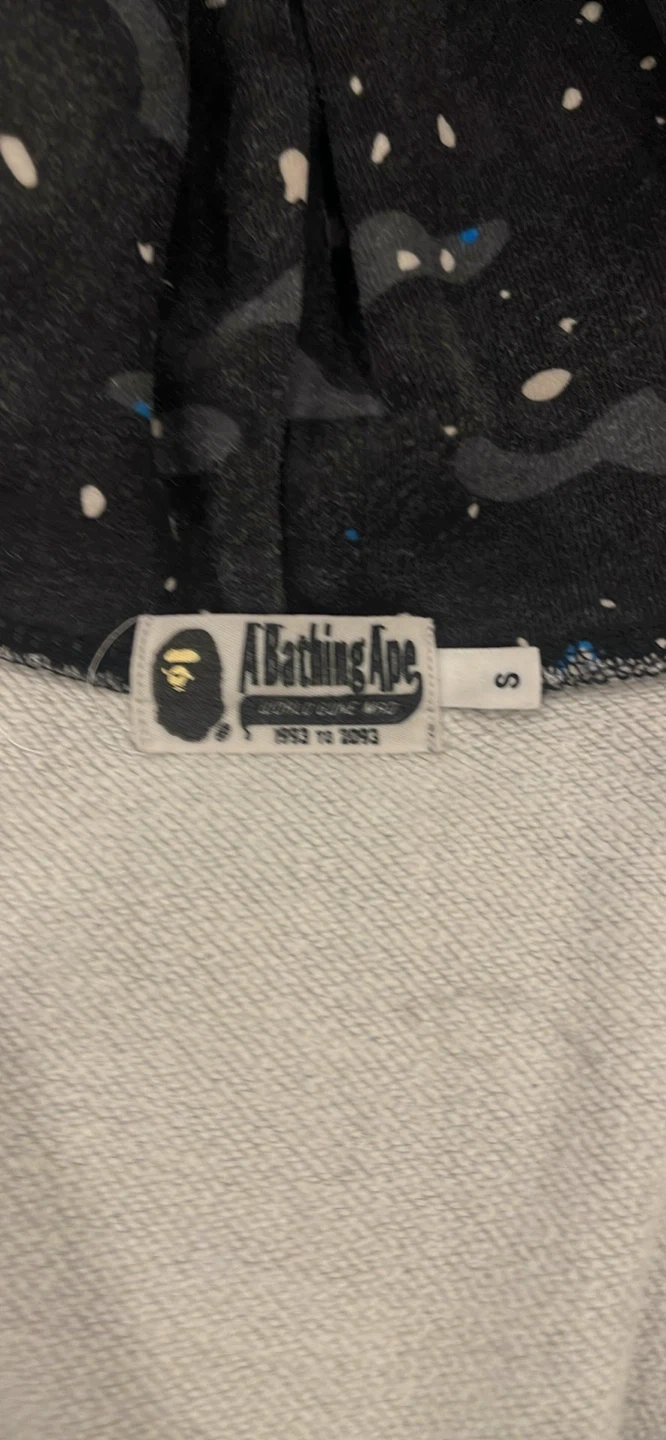 A Bathing Ape
WORLD GONE MAD
1993 TO 2093
S